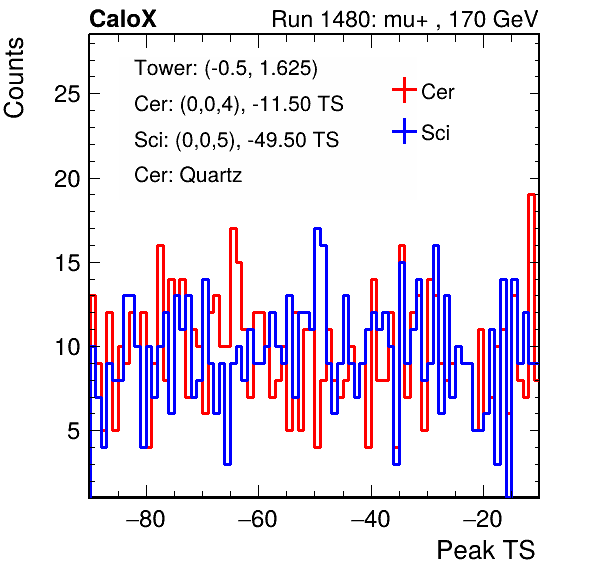 CaloX Run 1480: mu+ , 170 GeV
Counts
Tower: (-0.5, 1.625)
Cer: (0,0,4), -11.50 TS
Sci: (0,0,5), -49.50 TS
Cer: Quartz
Cer
Sci
25
20
15
10
5
−80 −60 −40 −20
Peak TS